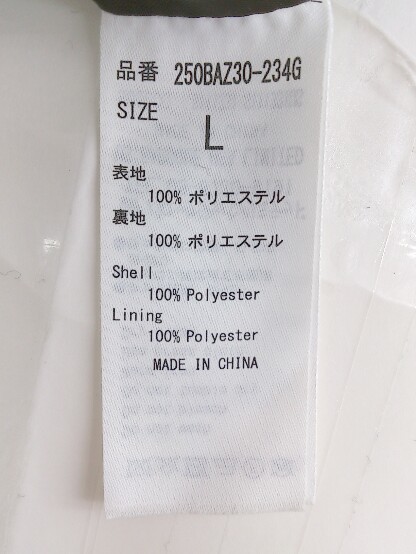 品番 250BAZ30-234G
SIZE
L
表地
100% ポリエステル
裏地
100% ポリエステル
Shell
100% Polyester
Lining
100% Polyester
MADE IN CHINA